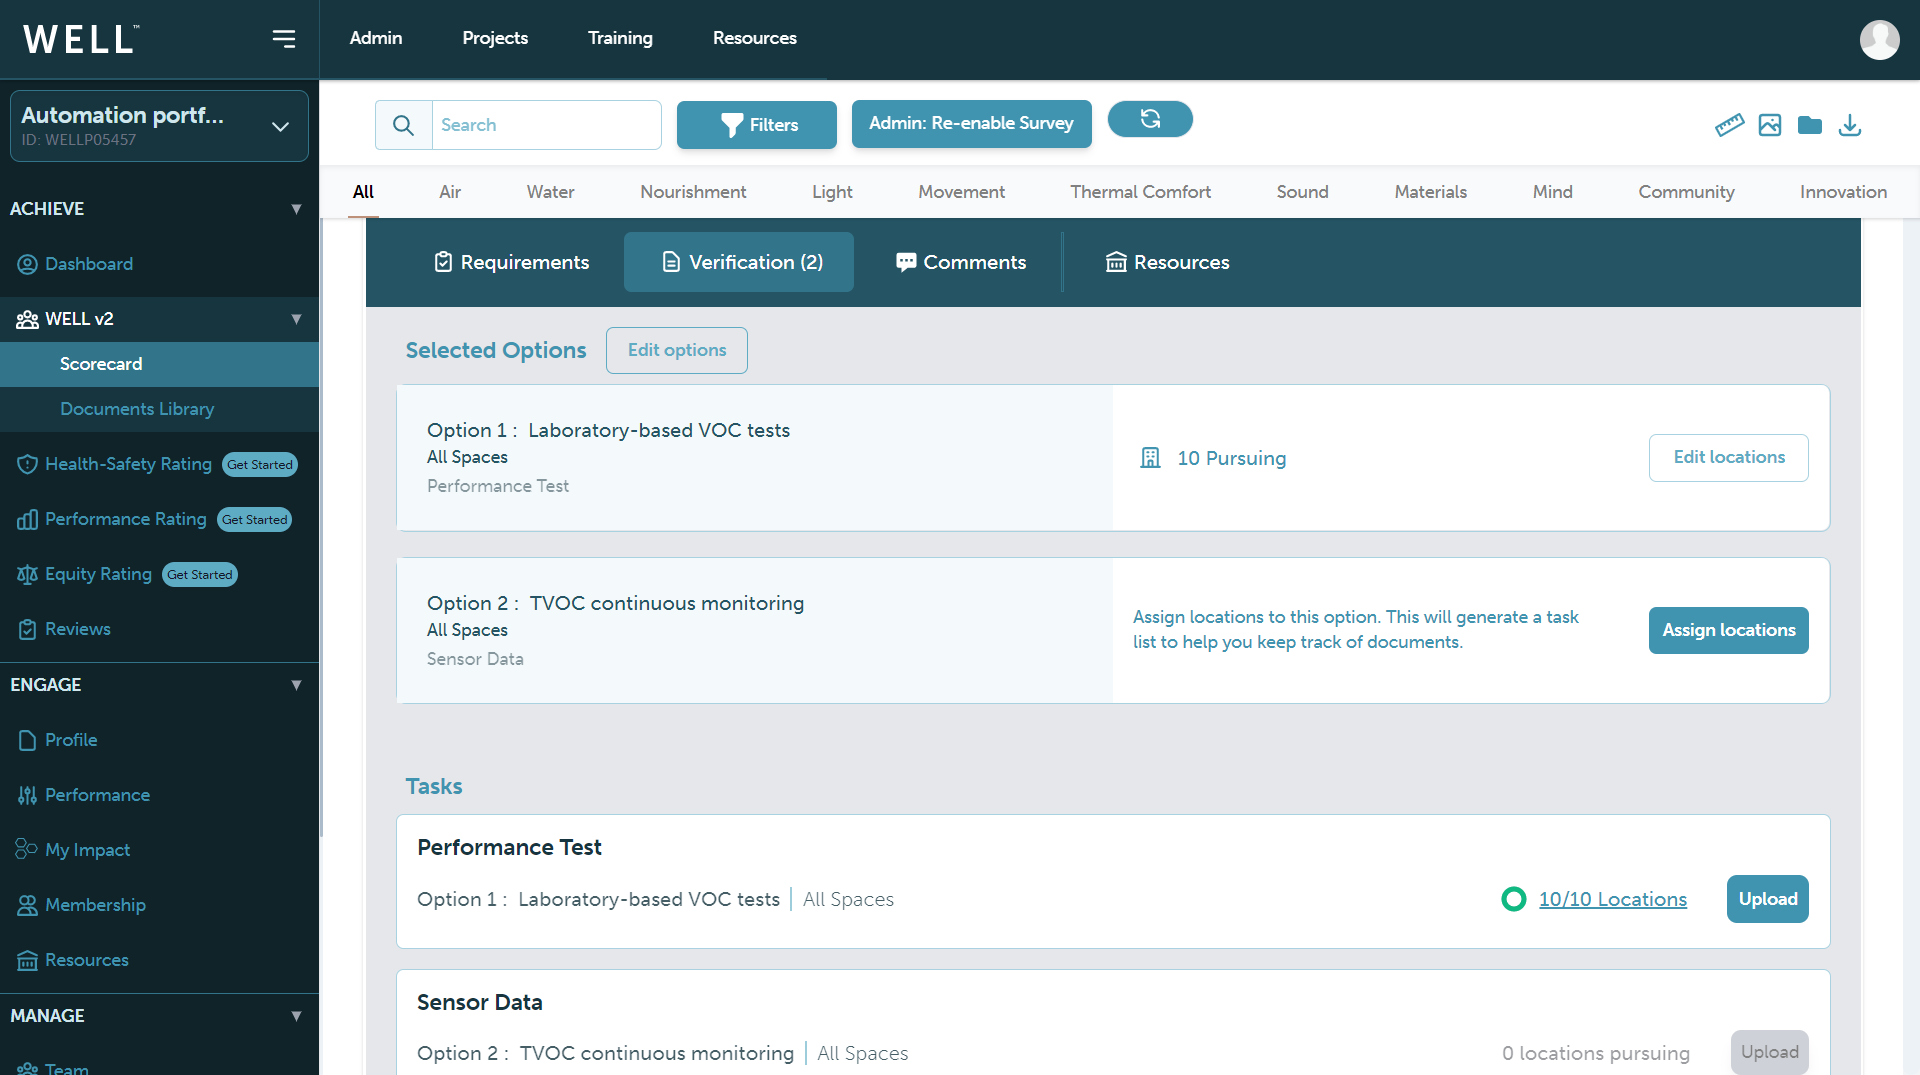 WELL™
Admin
Projects
Training
Resources
Automation portf...
ID: WELLP05457
Search
Filters
Admin: Re-enable Survey
All
Air
Water
Nourishment
Light
Movement
Thermal Comfort
Sound
Materials
Mind
Community
Innovation
ACHIEVE
Dashboard
WELL v2
Scorecard
Documents Library
Health-Safety Rating Get Started
Performance Rating Get Started
Equity Rating Get Started
Reviews
ENGAGE
Profile
Performance
My Impact
Membership
Resources
MANAGE
Team
Requirements
Verification (2)
Comments
Resources
Selected Options
Edit options
Option 1 : Laboratory-based VOC tests
All Spaces
Performance Test
10 Pursuing
Edit locations
Option 2 : TVOC continuous monitoring
All Spaces
Sensor Data
Assign locations to this option. This will generate a task
list to help you keep track of documents.
Assign locations
Tasks
Performance Test
Option 1 : Laboratory-based VOC tests
All Spaces
10/10 Locations
Upload
Sensor Data
Option 2 : TVOC continuous monitoring
All Spaces
0 locations pursuing
Upload